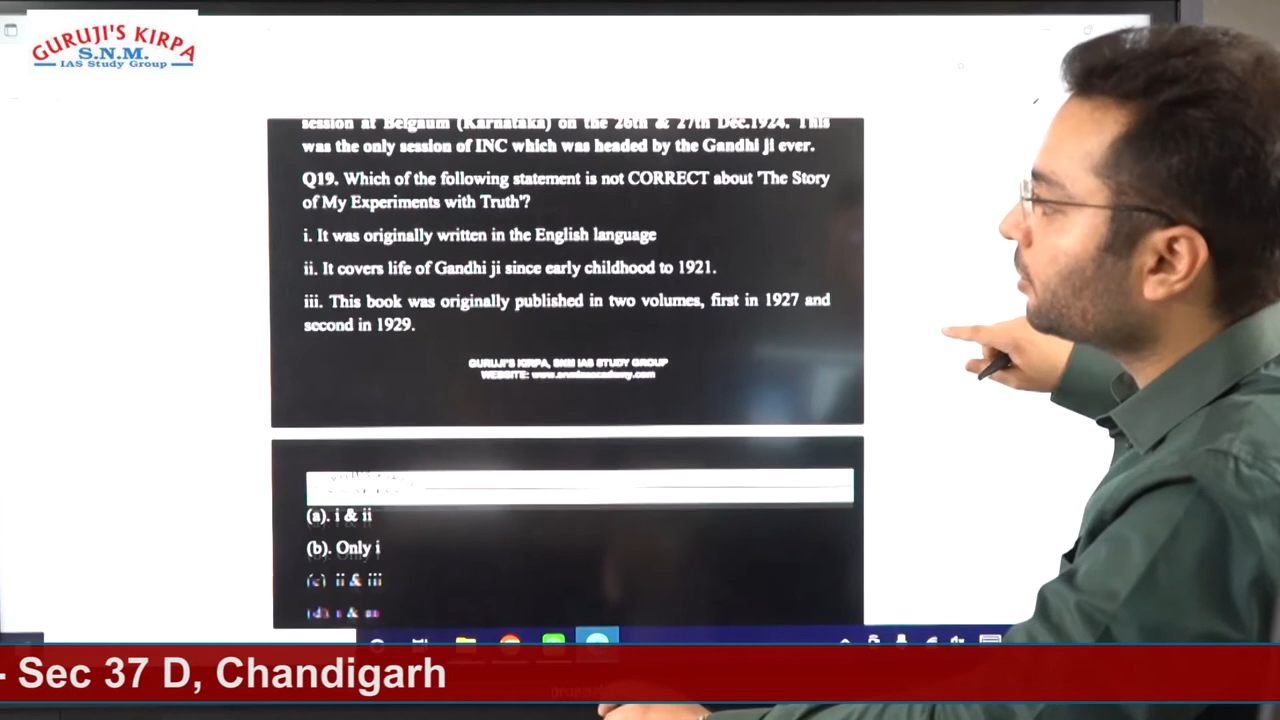 GURUJI'S KIRPA
S.N.M.
IAS Study Group
session at Belgaum (Karnataka) on the 26th & 27th Dec.1924. This
was the only session of INC which was headed by the Gandhi ji ever.
Q19. Which of the following statement is not CORRECT about 'The Story
of My Experiments with Truth'?
i. It was originally written in the English language
ii. It covers life of Gandhi ji since early childhood to 1921.
iii. This book was originally published in two volumes, first in 1927 and
second in 1929.
GURUJI'S KIRPA, SNM IAS STUDY GROUP
WEBSITE:
(a). i & ii
(b). Only i
(c) ii & iii
- Sec 37 D, Chandigarh